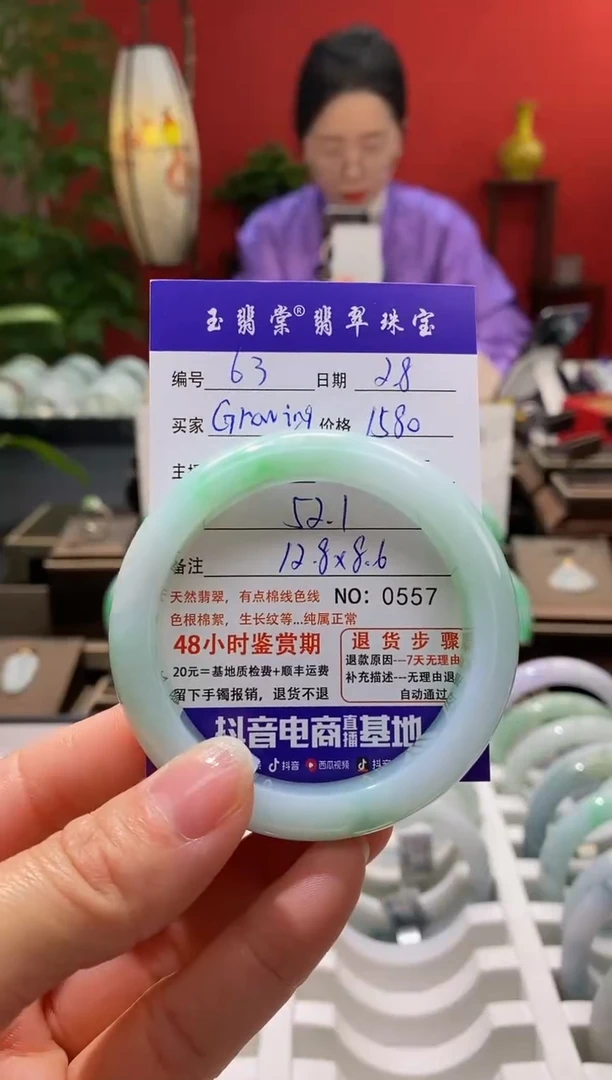 玉翡棠®翡翠珠宝
编号 63 日期 28
买家 Graning 价格 1580
52.1
备注 12.8x8.6
天然翡翠，有点棉线色线 NO: 0557
色根棉絮，生长纹等...纯属正常
48小时鉴赏期
20元=基地质检费+顺丰运费
留下手镯报销，退货不退
退货步骤
退款原因---7天无理由
补充描述---无理由退
自动通过
抖音电商直播基地
抖音 西瓜视频 抖音